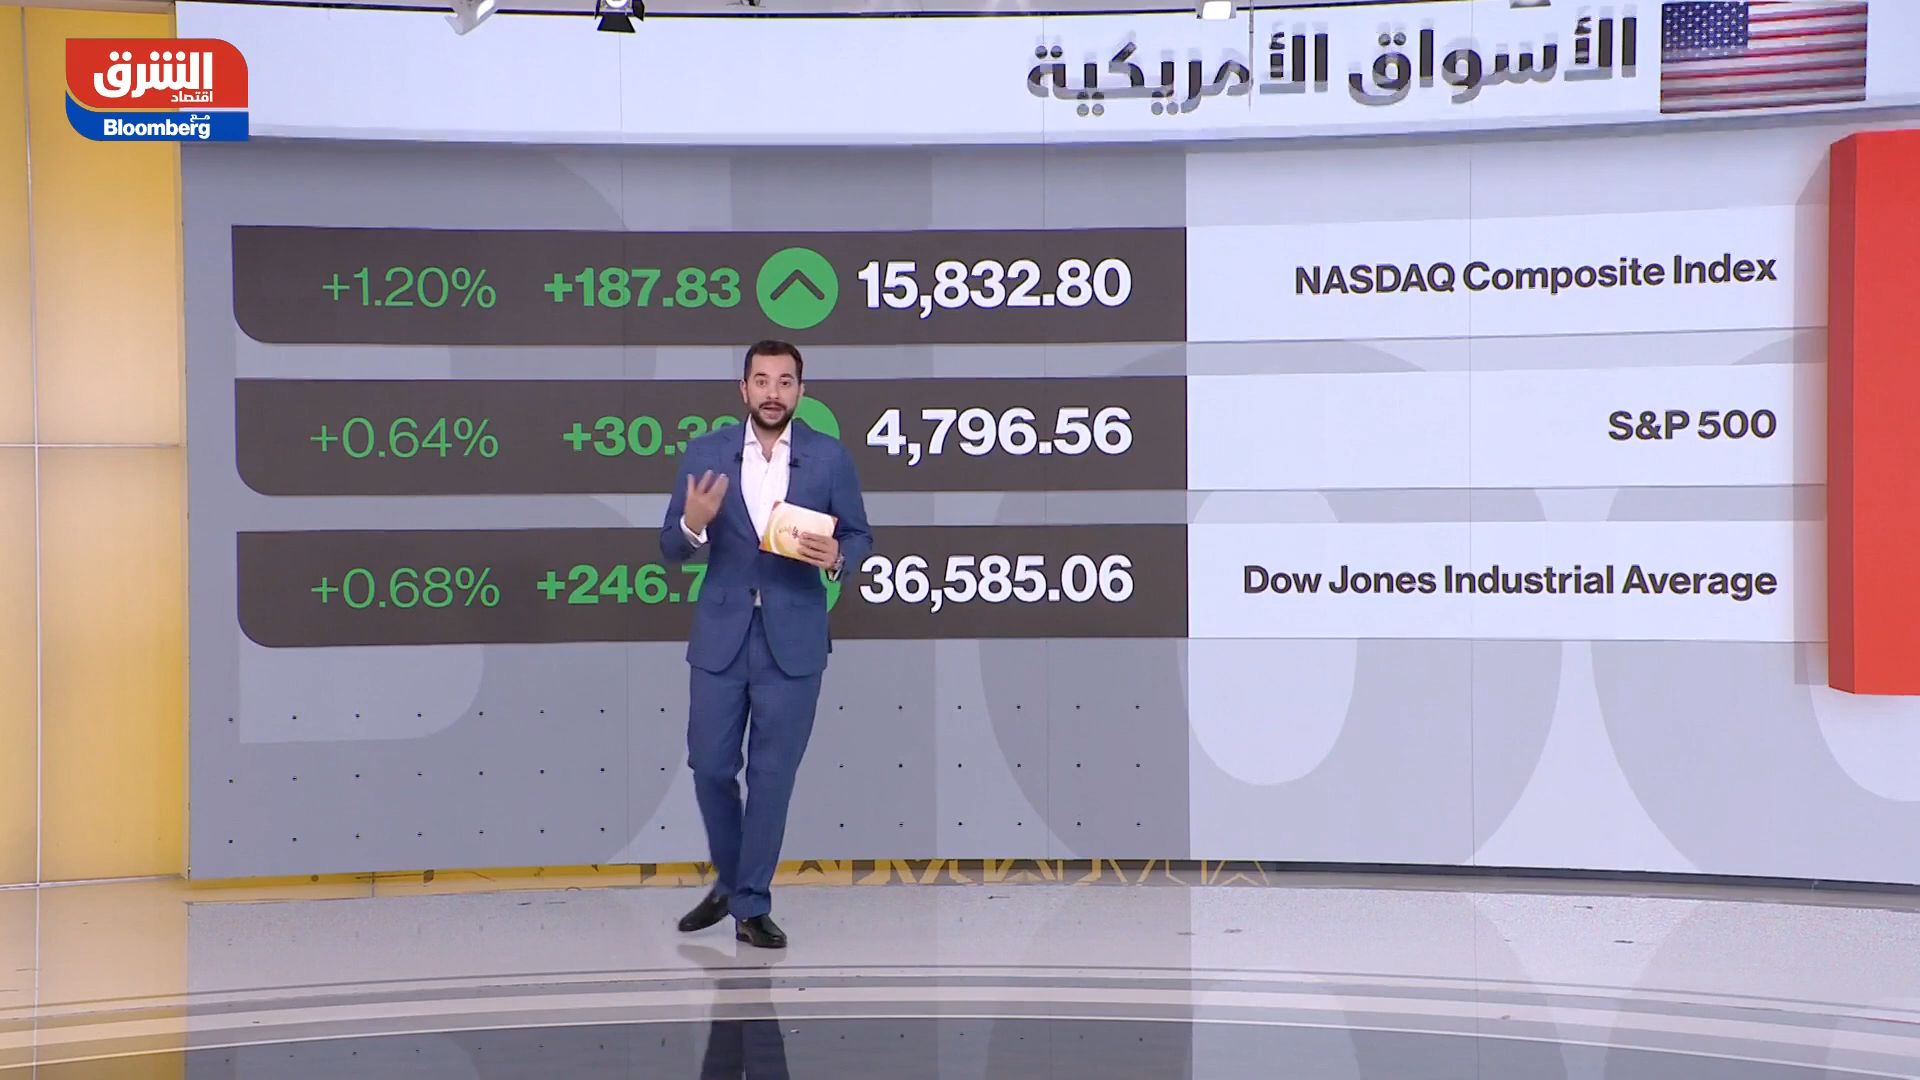 الشرق
اقتصاد
مع
Bloomberg
الأسواق الأمريكية
NASDAQ Composite Index
15,832.80
+187.83
+1.20%
S&P 500
4,796.56
+0.64%
Dow Jones Industrial Average
36,585.06
+0.68%